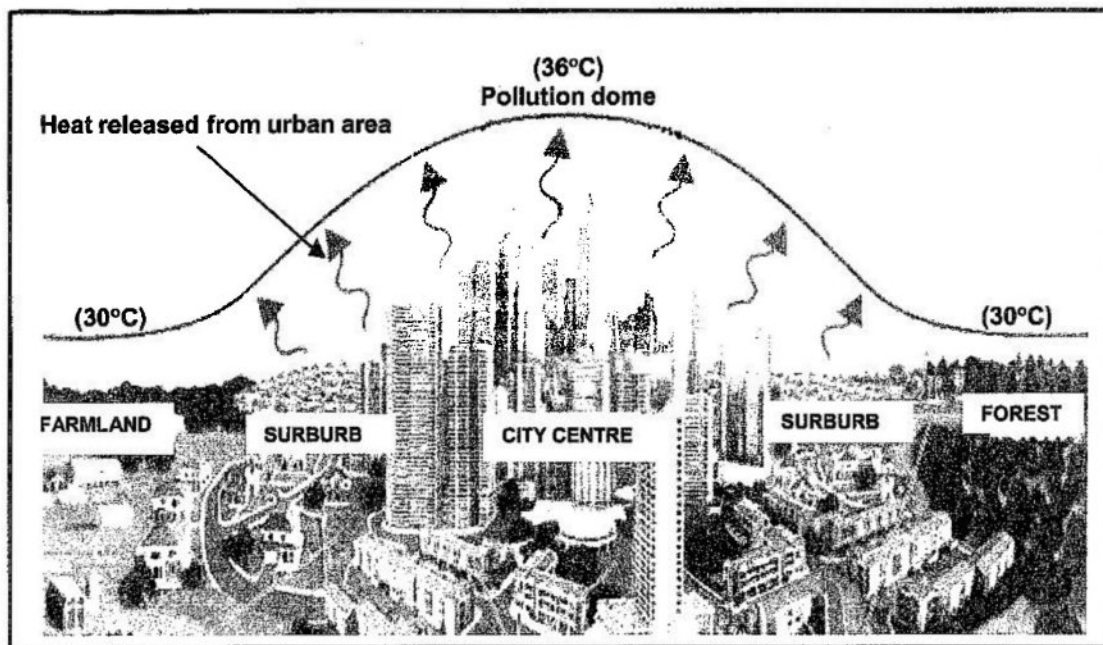 (36°C)
Pollution dome
Heat released from urban area
(30°C)
(30°C)
FARMLAND
SURBURB
CITY CENTRE
SURBURB
FOREST